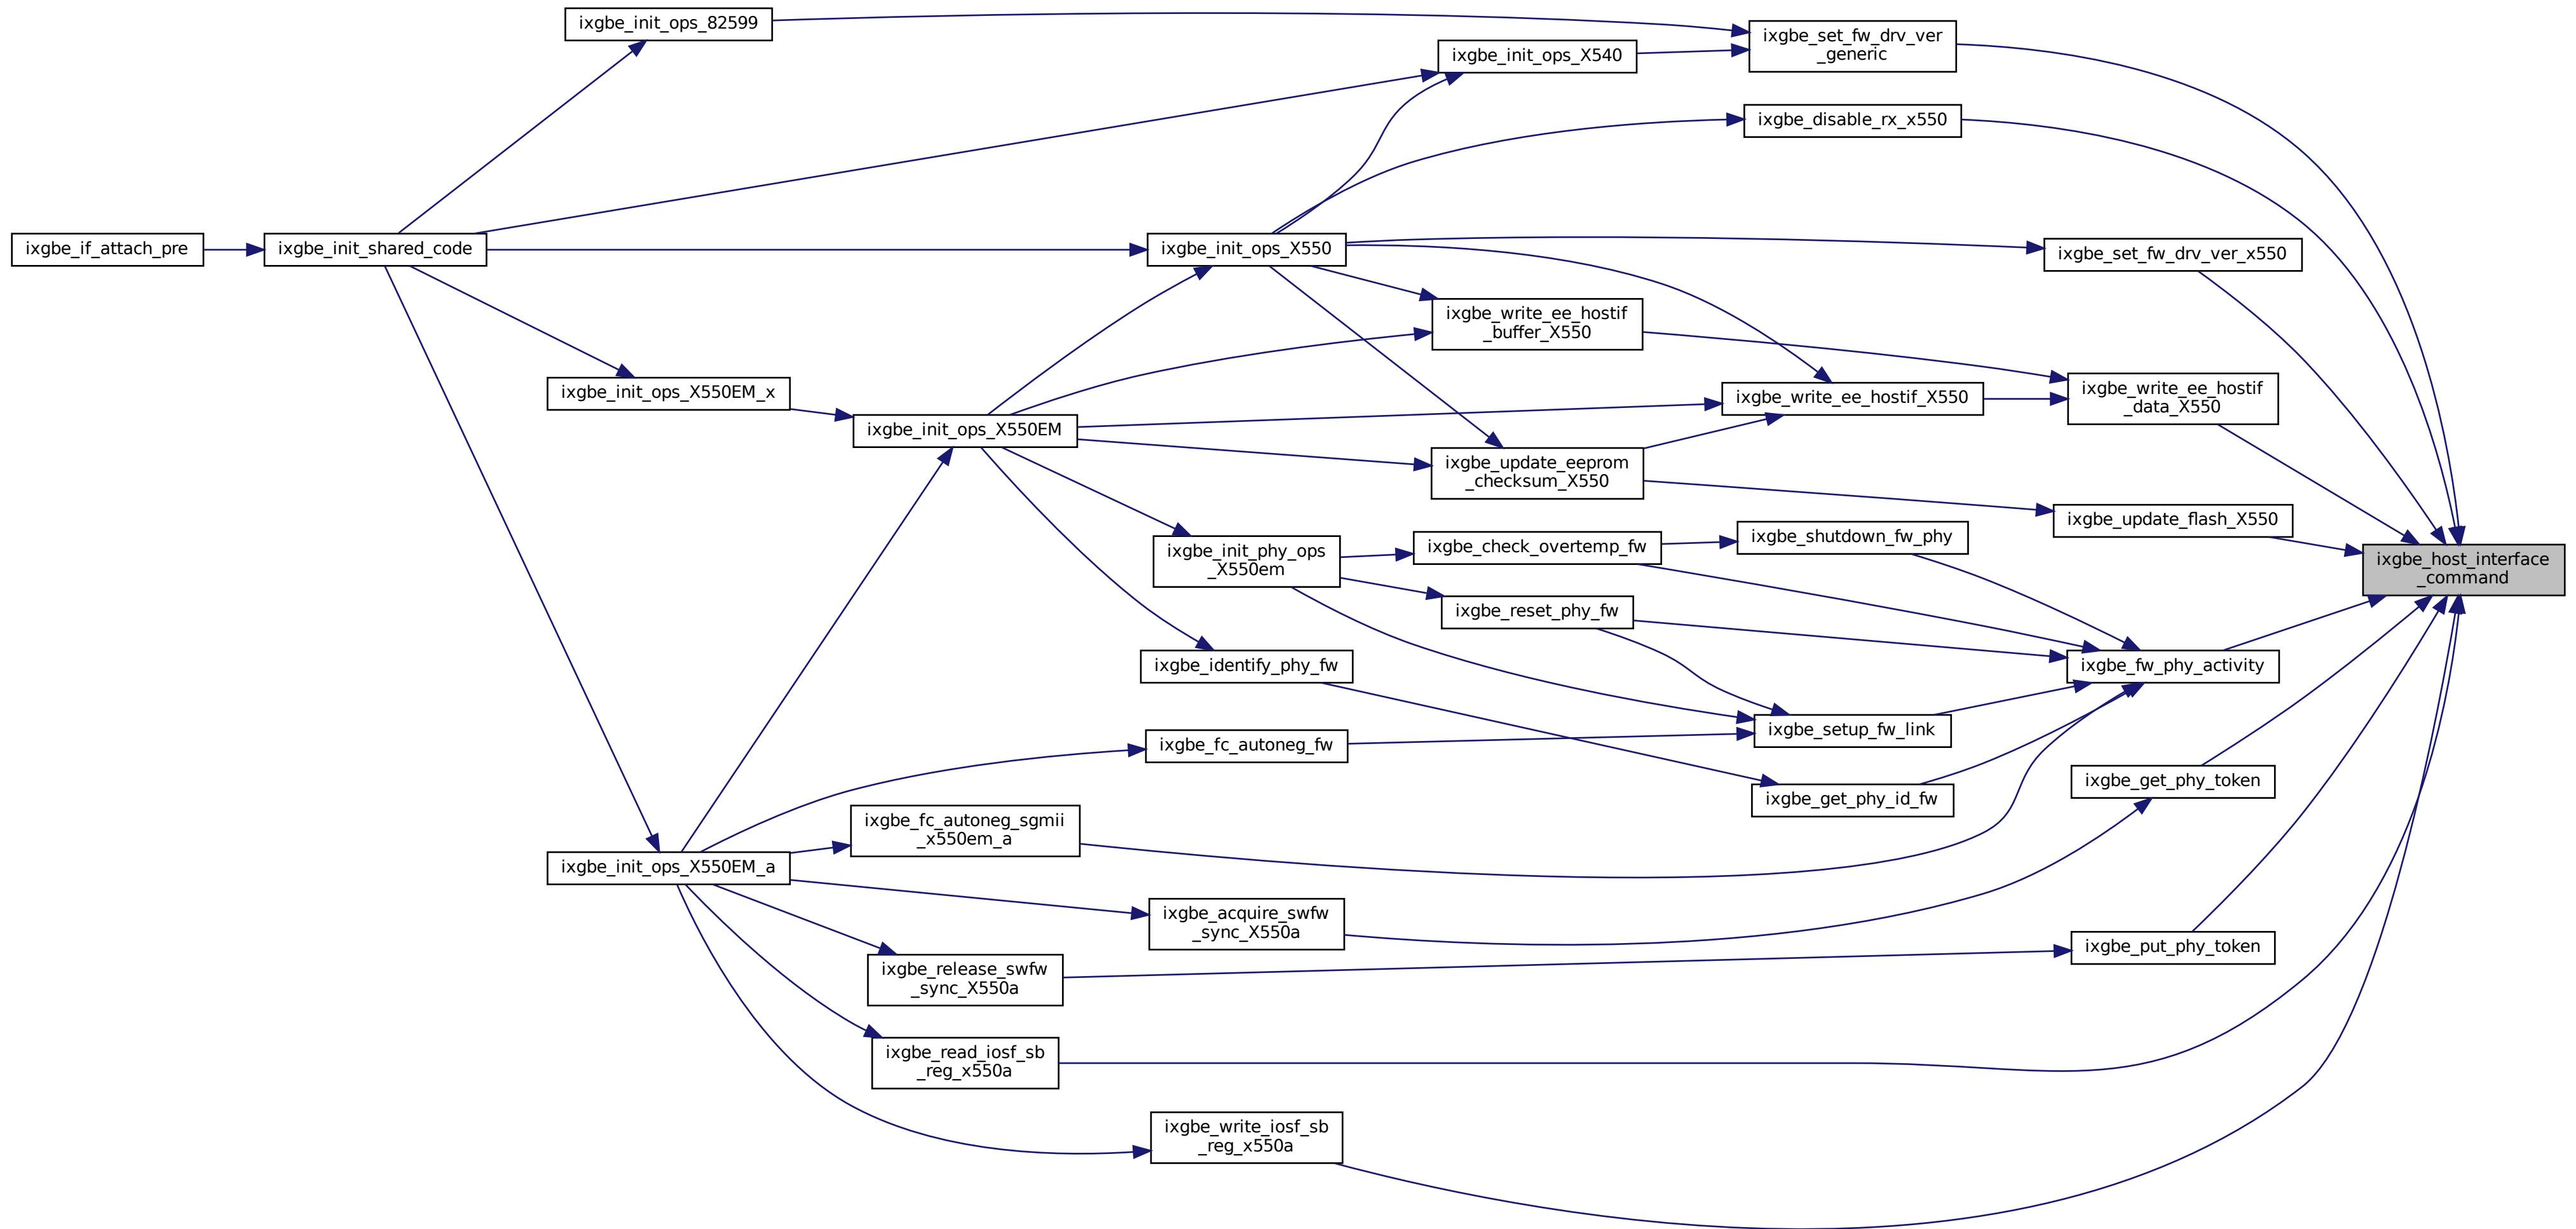 ixgbe_init_ops_82599
ixgbe_set_fw_drv_ver
_generic
ixgbe_init_ops_X540
ixgbe_disable_rx_x550
ixgbe_if_attach_pre
ixgbe_init_shared_code
ixgbe_init_ops_X550
ixgbe_set_fw_drv_ver_x550
ixgbe_write_ee_hostif
_buffer_X550
ixgbe_init_ops_X550EM_x
ixgbe_write_ee_hostif_X550
ixgbe_write_ee_hostif
_data_X550
ixgbe_init_ops_X550EM
ixgbe_update_eeprom
_checksum_X550
ixgbe_update_flash_X550
ixgbe_init_phy_ops
_X550em
ixgbe_check_overtemp_fw
ixgbe_shutdown_fw_phy
ixgbe_host_interface
_command
ixgbe_reset_phy_fw
ixgbe_identify_phy_fw
ixgbe_fw_phy_activity
ixgbe_setup_fw_link
ixgbe_fc_autoneg_fw
ixgbe_get_phy_token
ixgbe_get_phy_id_fw
ixgbe_fc_autoneg_sgmii
_x550em_a
ixgbe_init_ops_X550EM_a
ixgbe_acquire_swfw
_sync_X550a
ixgbe_put_phy_token
ixgbe_release_swfw
_sync_X550a
ixgbe_read_iosf_sb
_reg_x550a
ixgbe_write_iosf_sb
_reg_x550a